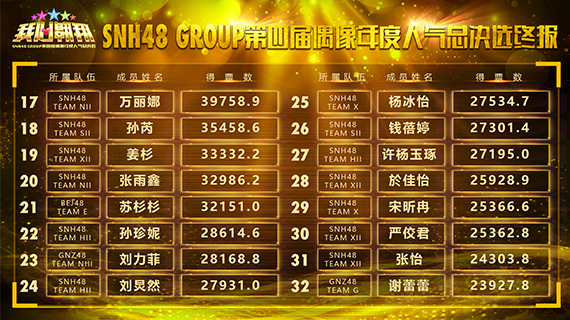 我心翱翔
SNH48 GROUP第四届偶像年度人气总决选
SNH48 GROUP第四届偶像年度人气总决选终报
所属队伍 成员姓名 得票数 所属队伍 成员姓名 得票数
17 SNH48 TEAM NII 万丽娜 39758.9
18 SNH48 TEAM SII 孙芮 35458.6
19 SNH48 TEAM XII 姜杉 33332.2
20 SNH48 TEAM NII 张雨鑫 32986.2
21 BEJ48 TEAM E 苏杉杉 32151.0
22 SNH48 TEAM HII 孙珍妮 28614.6
23 GNZ48 TEAM NIII 刘力菲 28168.8
24 SNH48 TEAM HII 刘炅然 27931.0
25 SNH48 TEAM X 杨冰怡 27534.7
26 SNH48 TEAM SII 钱蓓婷 27301.4
27 SNH48 TEAM HII 许杨玉琢 27195.0
28 SNH48 TEAM XII 於佳怡 25928.9
29 SNH48 TEAM X 宋昕冉 25366.6
30 SNH48 TEAM XII 严佼君 25362.8
31 SNH48 TEAM XII 张怡 24303.8
32 GNZ48 TEAM G 谢蕾蕾 23927.8